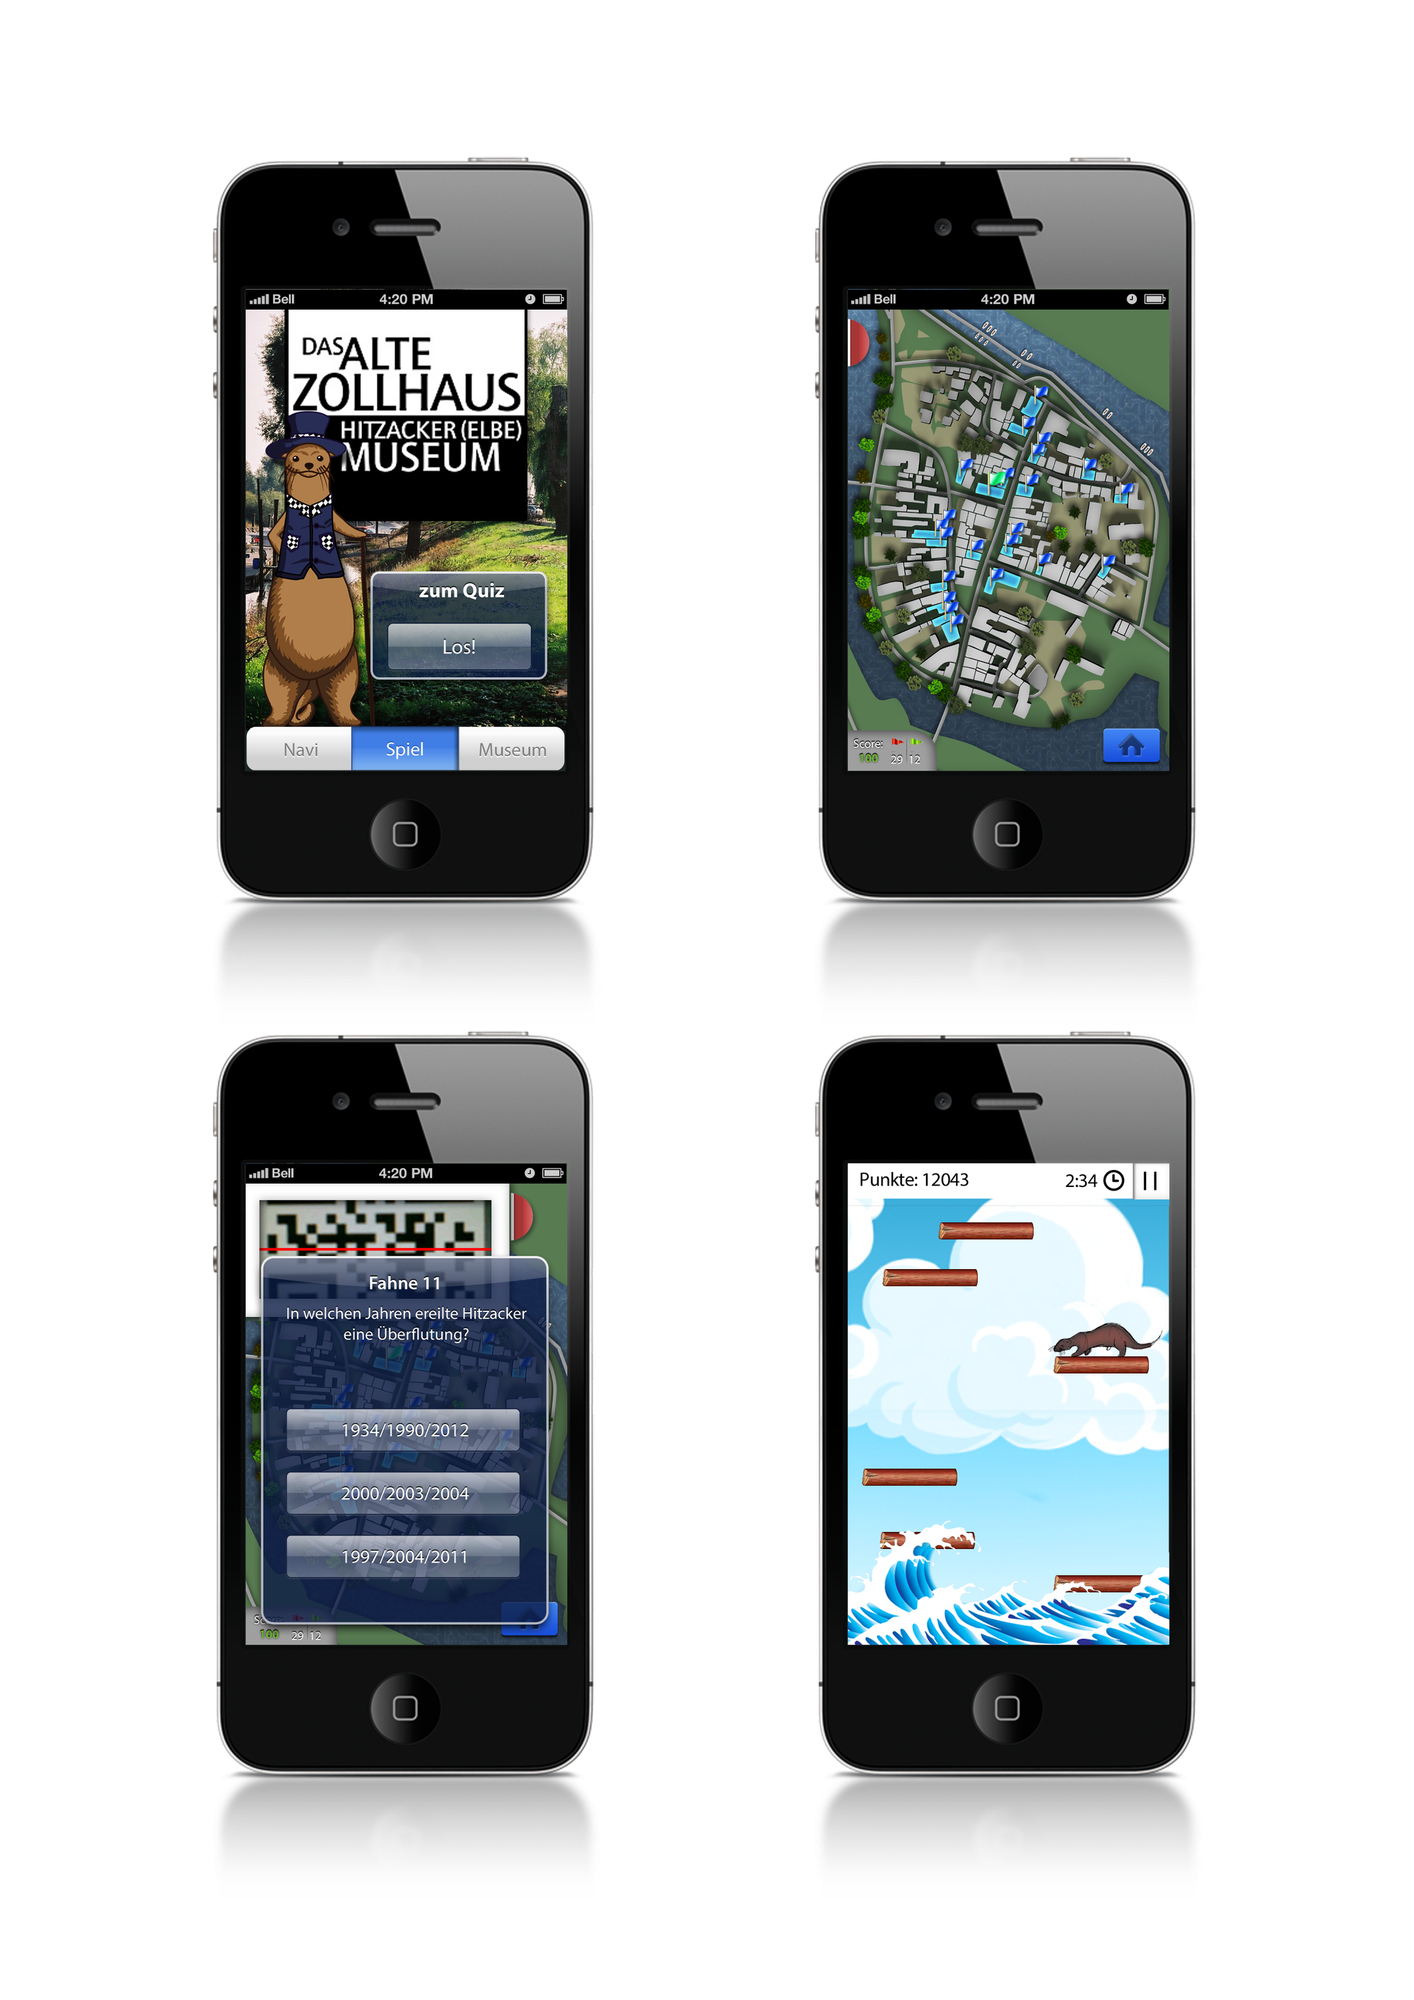 Bell 4:20 PM
DAS ALTE
ZOLLHAUS
HITZACKER (ELBE)
MUSEUM
zum Quiz
Los!
Navi Spiel Museum
Bell 4:20 PM
Score:
100 29 12
Bell 4:20 PM
Fahne 11
In welchen Jahren ereilte Hitzacker
eine Überflutung?
1934/1990/2012
2000/2003/2004
1997/2004/2011
100 29 12
Punkte: 12043 2:34